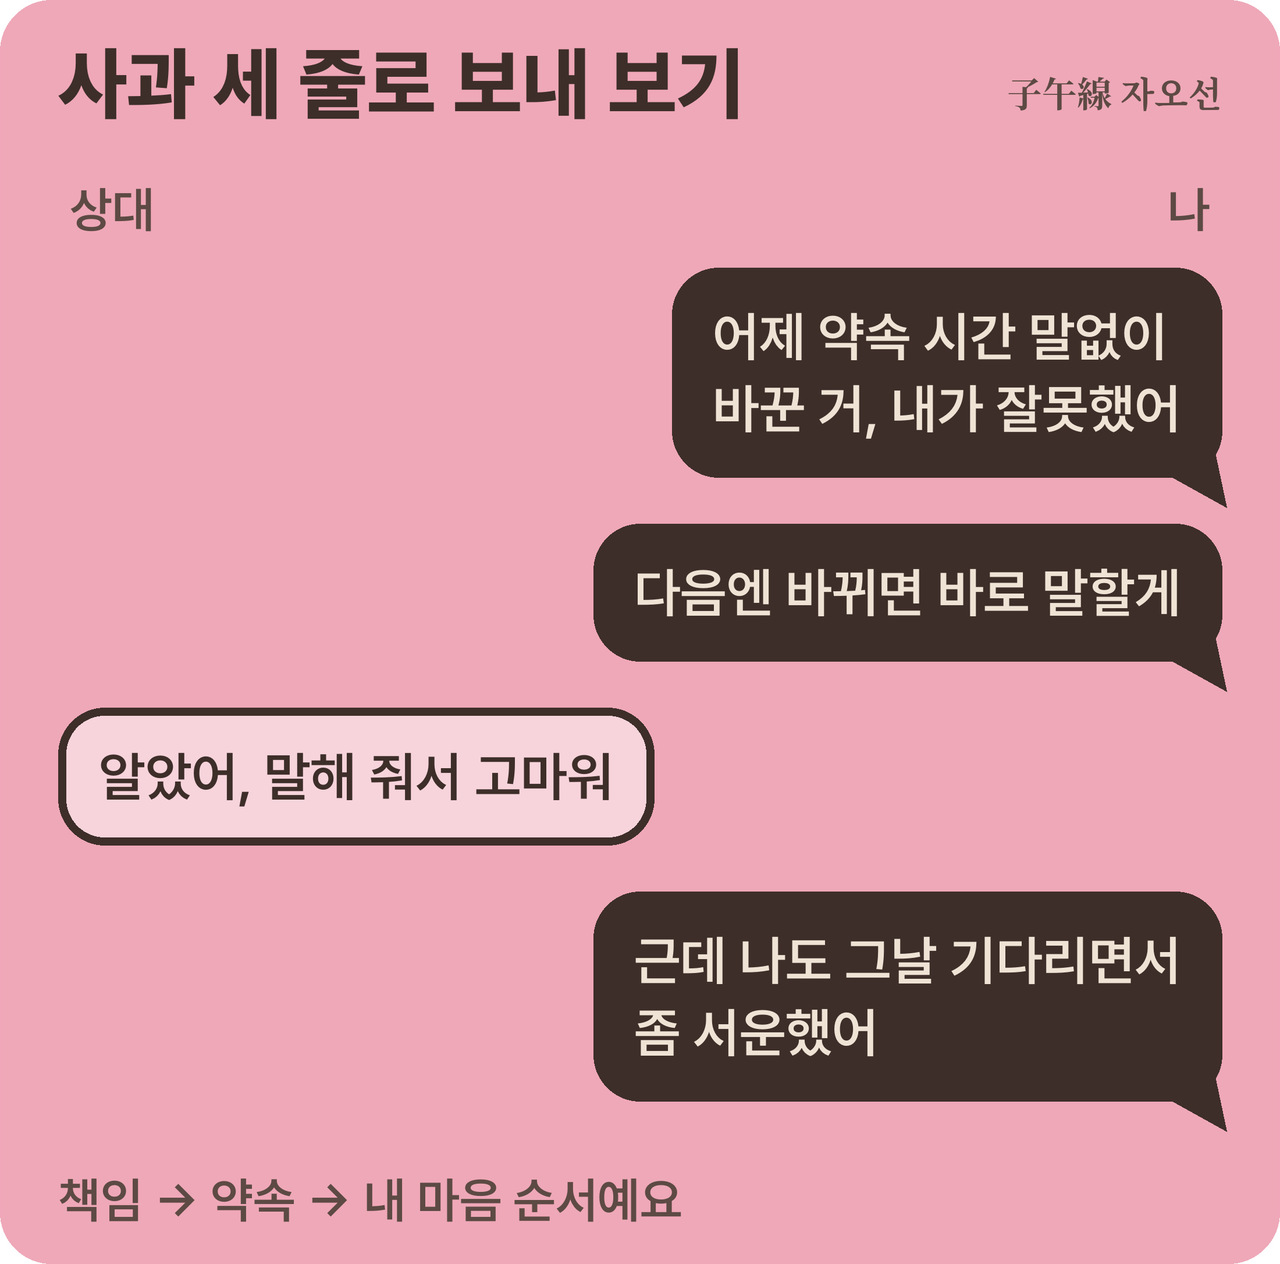 사과 세 줄로 보내 보기
子午線 자오선
상대
나
어제 약속 시간 말없이
바꾼 거, 내가 잘못했어
다음엔 바뀌면 바로 말할게
알았어, 말해 줘서 고마워
근데 나도 그날 기다리면서
좀 서운했어
책임 → 약속 → 내 마음 순서예요